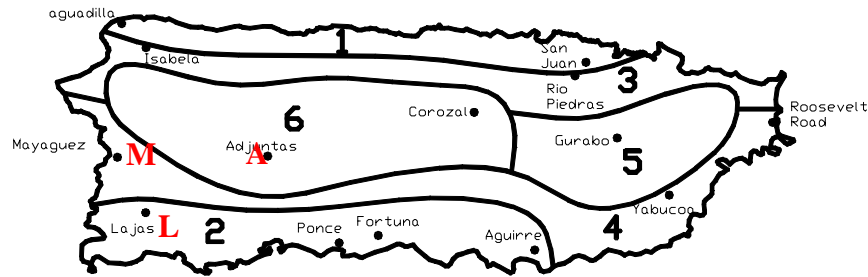 aguadilla
1
Isabela
San
Juan
3
Rio
Piedras
6
Corozal
Roosevelt
Road
Mayaguez
M
Adjuntas
A
Gurabo
5
Yabucoa
Lajas
L
2
Ponce
Fortuna
Aguirre
4